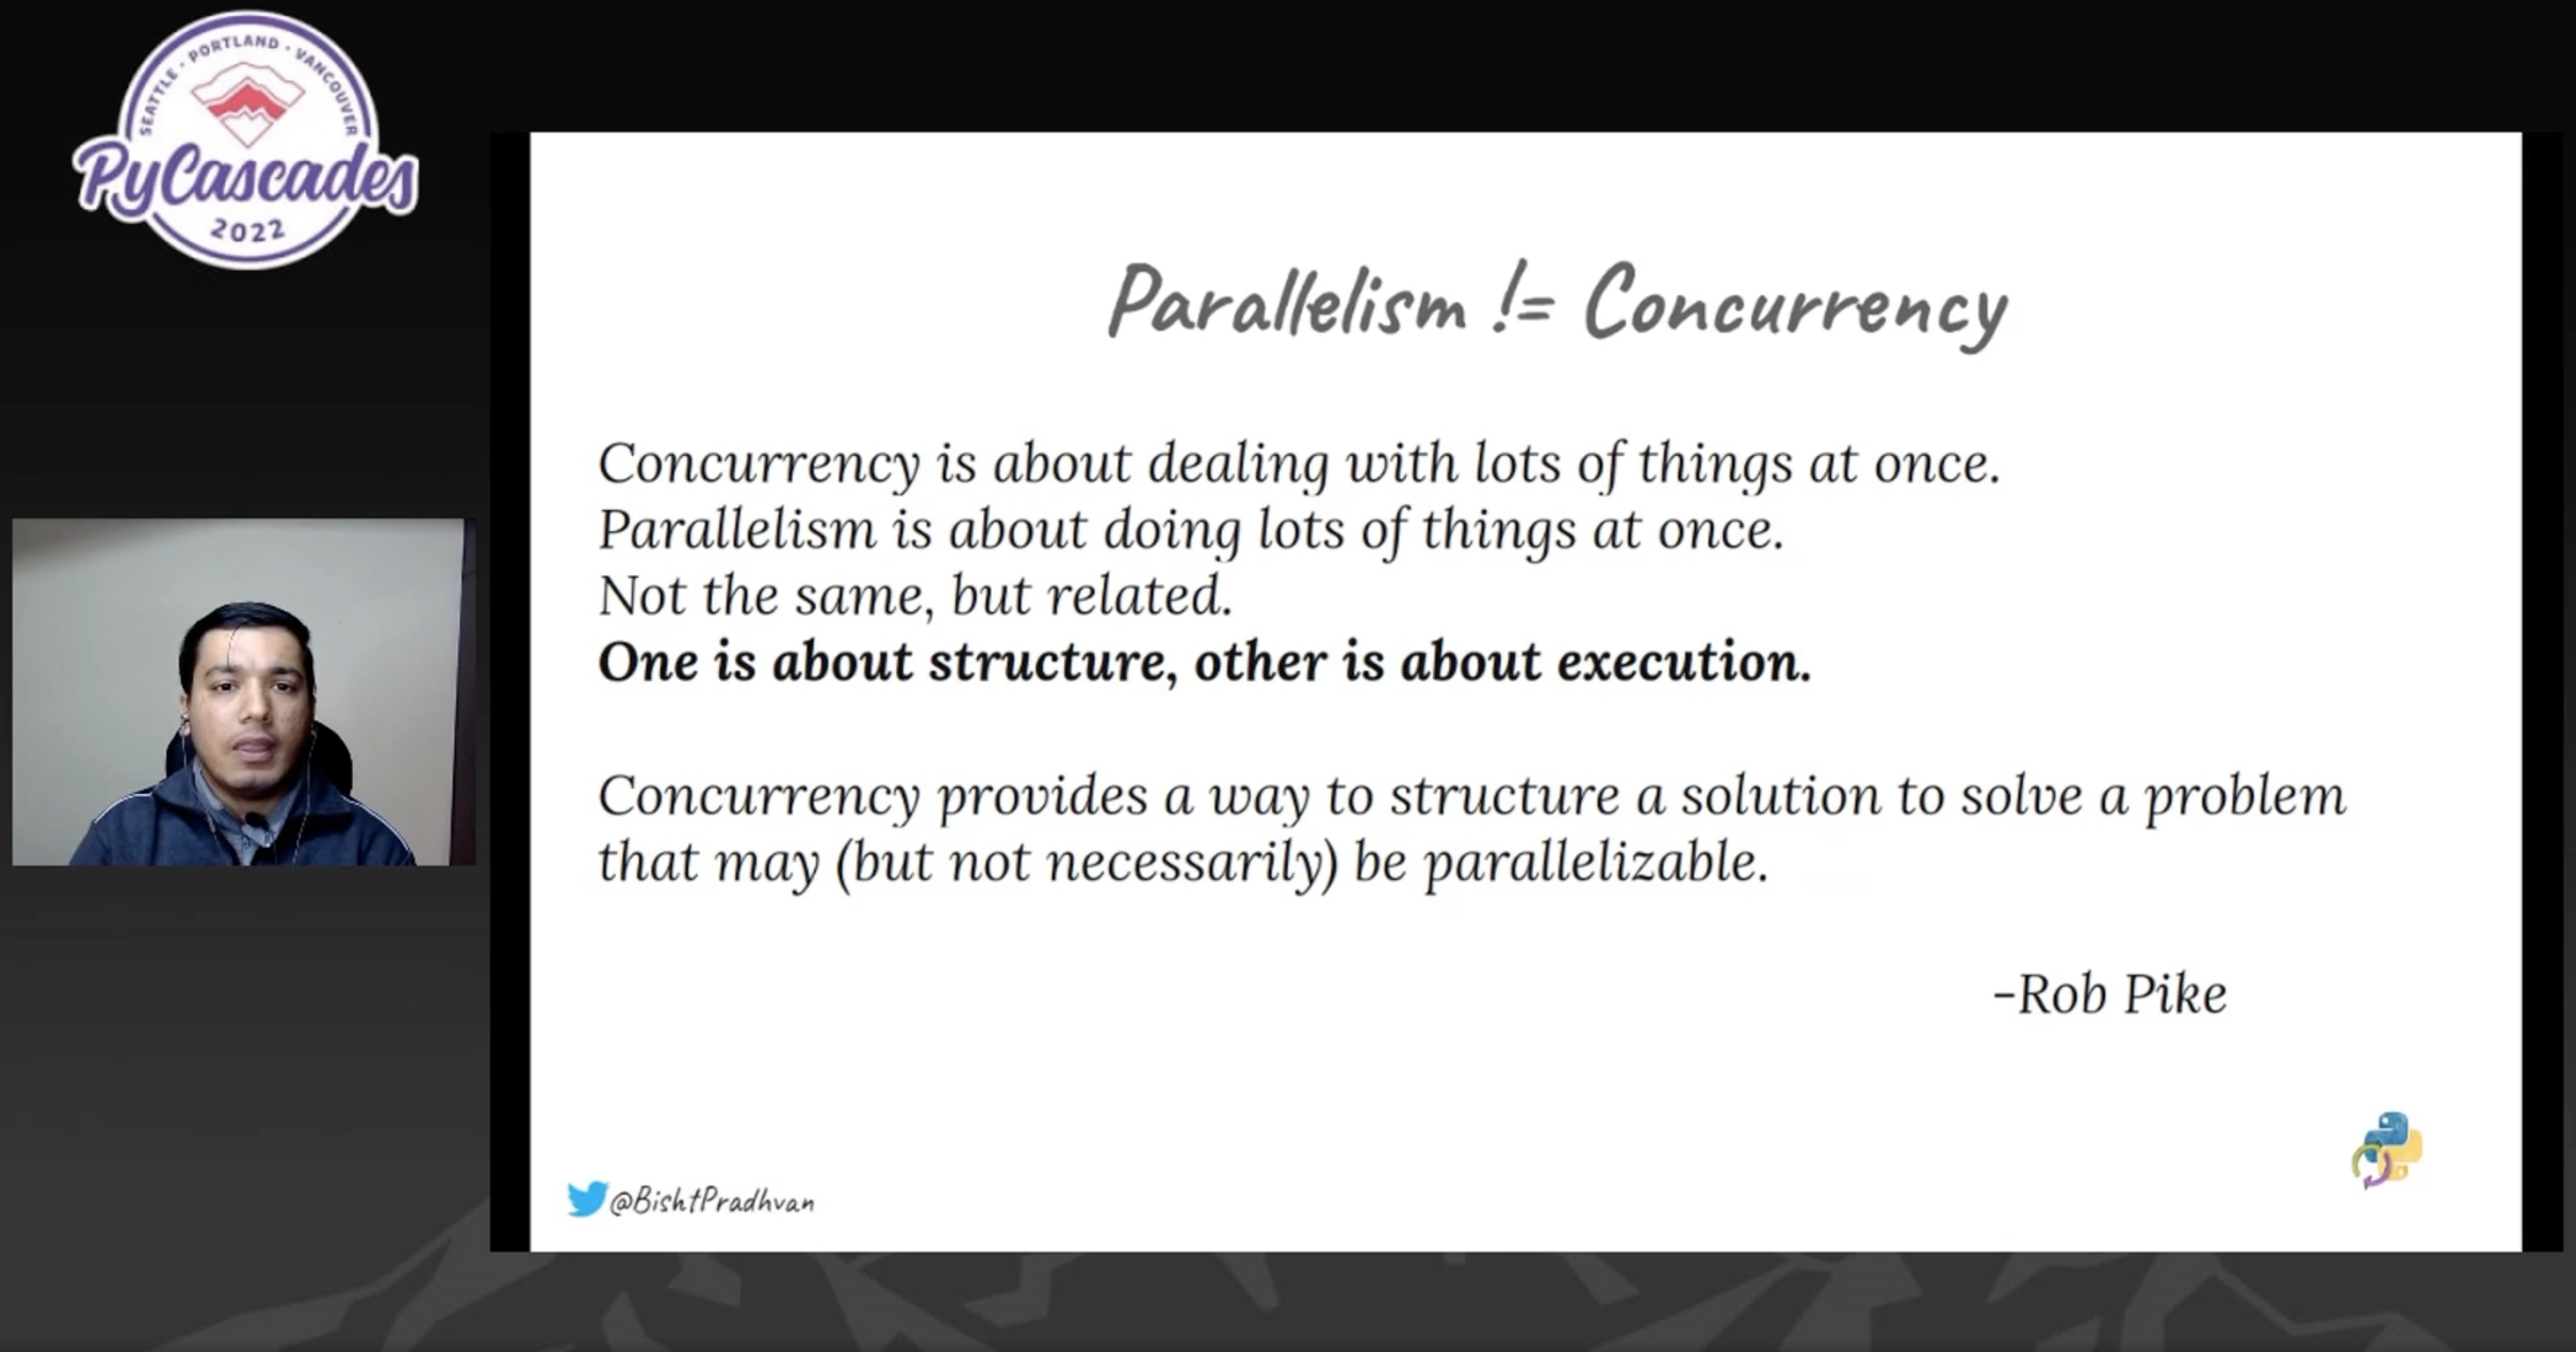 SEATTLE · PORTLAND · VANCOUVER
PyCascades
2022
Parallelism != Concurrency
Concurrency is about dealing with lots of things at once.
Parallelism is about doing lots of things at once.
Not the same, but related.
One is about structure, other is about execution.
Concurrency provides a way to structure a solution to solve a problem
that may (but not necessarily) be parallelizable.
-Rob Pike
@BishtPradhvan